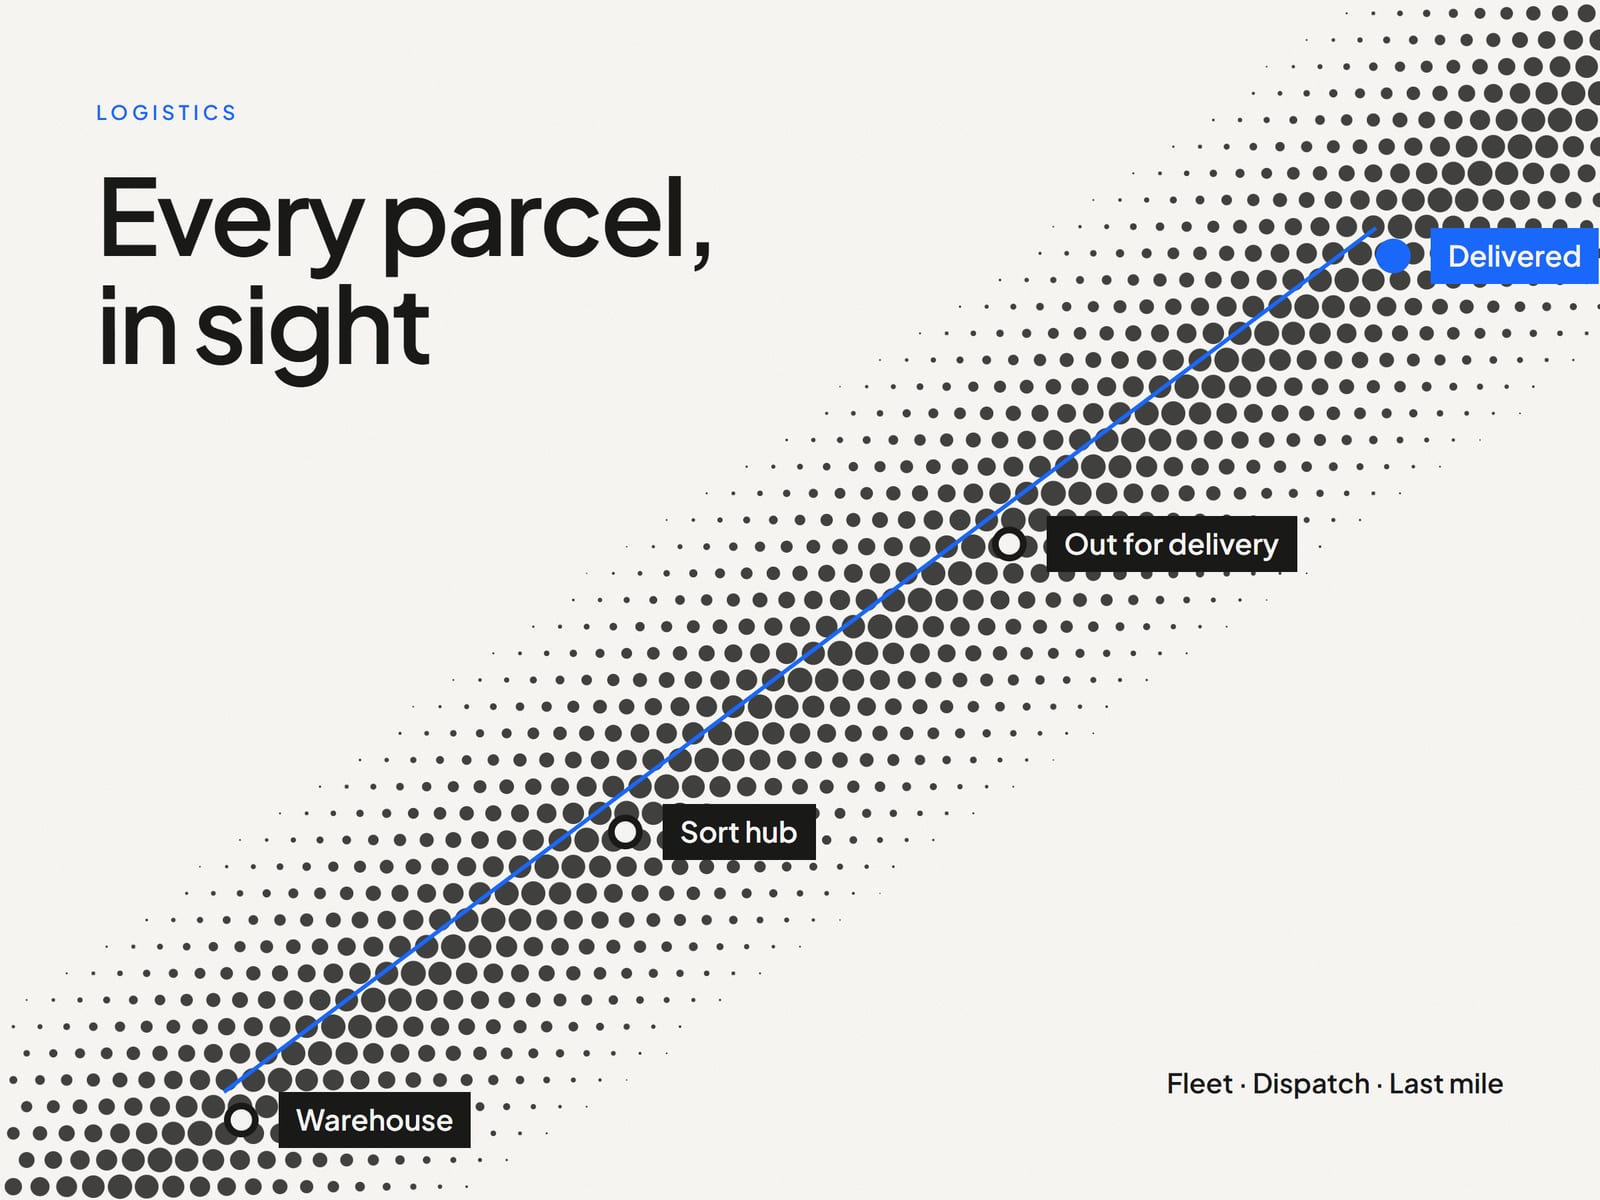 LOGISTICS
Every parcel,
in sight
Delivered
Out for delivery
Sort hub
Warehouse
Fleet · Dispatch · Last mile